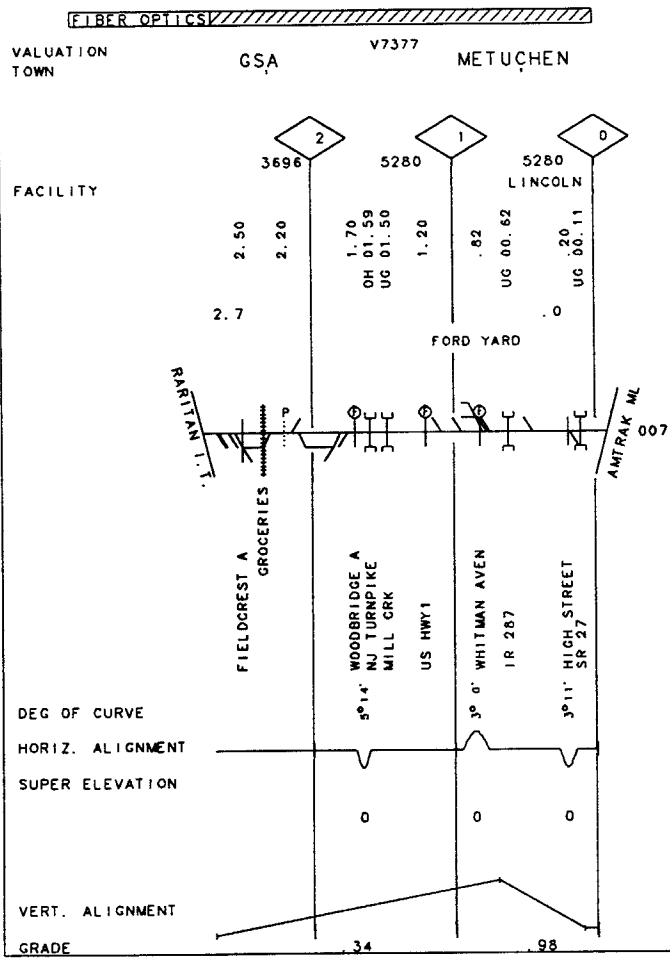 FIBER OPTICS
VALUATION V7377
TOWN GSA METUCHEN
2 1 0
3696 5280 5280
LINCOLN
FACILITY
2.50
2.20
1.70
OH 01.59
UG 01.50
1.20
.82
UG 00.62
.20
UG 00.11
2.7 .0
FORD YARD
RARITAN I.T.
P
F F F
AMTRAK ML
007
FIELDCREST A
GROCERIES
WOODBRIDGE A
NJ TURNPIKE
MILL CRK
US HWY1
WHITMAN AVEN
IR 287
HIGH STREET
SR 27
DEG OF CURVE 5°14' 3° 0' 3°11'
HORIZ. ALIGNMENT
SUPER ELEVATION
0 0 0
VERT. ALIGNMENT
GRADE .34 .98